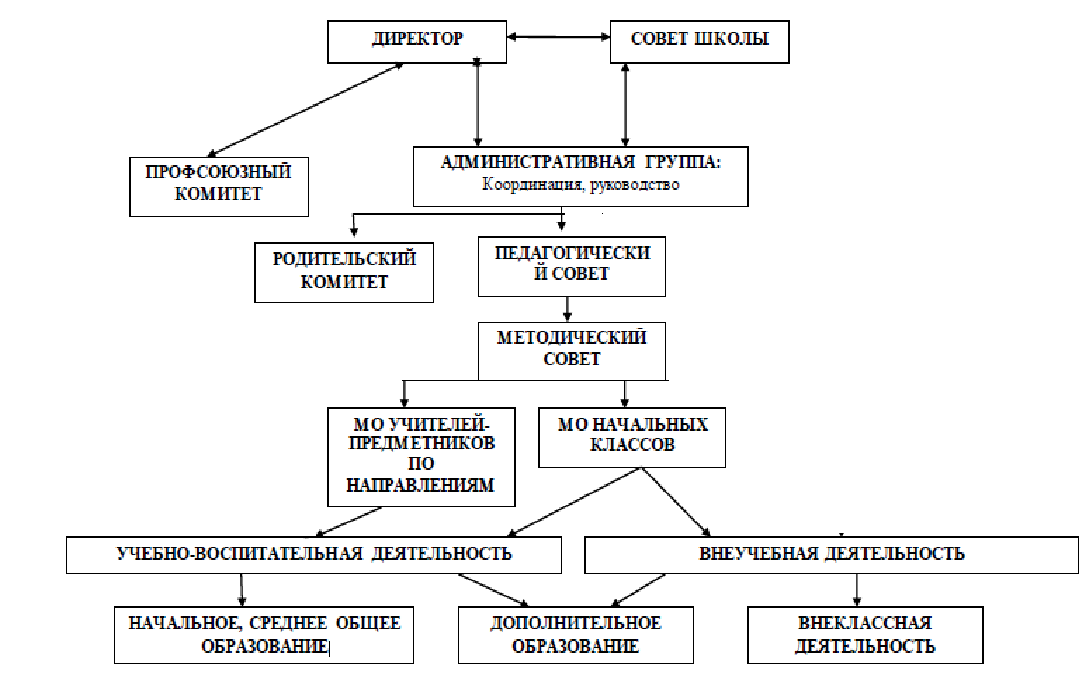 ДИРЕКТОР
СОВЕТ ШКОЛЫ
ПРОФСОЮЗНЫЙ
КОМИТЕТ
АДМИНИСТРАТИВНАЯ ГРУППА:
Координация, руководство
РОДИТЕЛЬСКИЙ
КОМИТЕТ
ПЕДАГОГИЧЕСКИ
Й СОВЕТ
МЕТОДИЧЕСКИЙ
СОВЕТ
МО УЧИТЕЛЕЙ-
ПРЕДМЕТНИКОВ
ПО
НАПРАВЛЕНИЯМ
МО НАЧАЛЬНЫХ
КЛАССОВ
УЧЕБНО-ВОСПИТАТЕЛЬНАЯ ДЕЯТЕЛЬНОСТЬ
ВНЕУЧЕБНАЯ ДЕЯТЕЛЬНОСТЬ
НАЧАЛЬНОЕ, СРЕДНЕЕ ОБЩЕЕ
ОБРАЗОВАНИЕ
ДОПОЛНИТЕЛЬНОЕ
ОБРАЗОВАНИЕ
ВНЕКЛАССНАЯ
ДЕЯТЕЛЬНОСТЬ